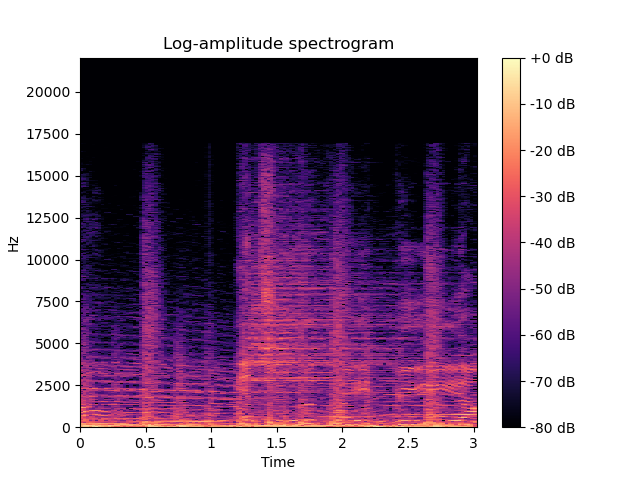 Log-amplitude spectrogram
Hz
20000
17500
15000
12500
10000
7500
5000
2500
0
0 0.5 1 1.5 2 2.5 3
Time
+0 dB
-10 dB
-20 dB
-30 dB
-40 dB
-50 dB
-60 dB
-70 dB
-80 dB